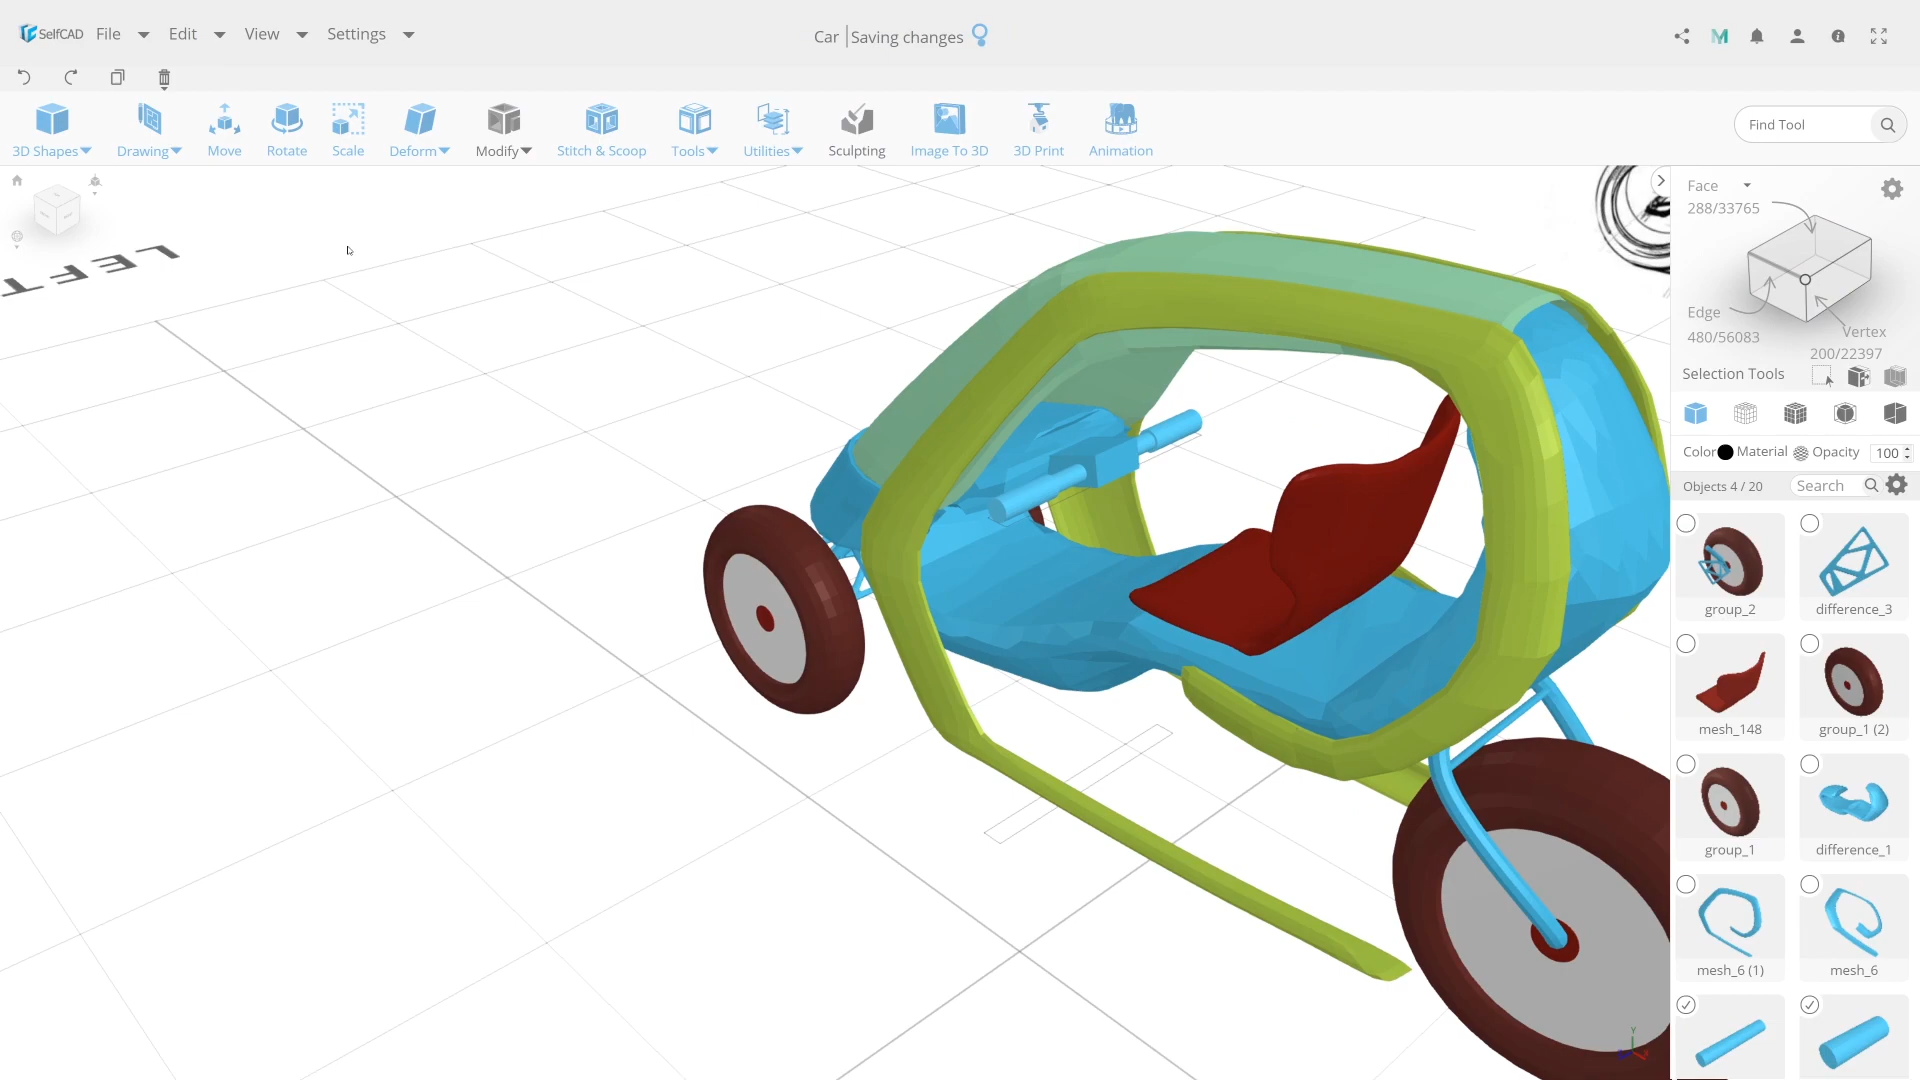 SelfCAD File Edit View Settings
Car Saving changes
3D Shapes Drawing Move Rotate Scale Deform Modify Stitch & Scoop Tools Utilities Sculpting Image To 3D 3D Print Animation
Find Tool
LEFT
Face
288/33765
Edge
480/56083
Vertex
200/22397
Selection Tools
Color Material Opacity 100
Objects 4 / 20 Search
group_2 difference_3
mesh_148 group_1 (2)
group_1 difference_1
mesh_6 (1) mesh_6
Y